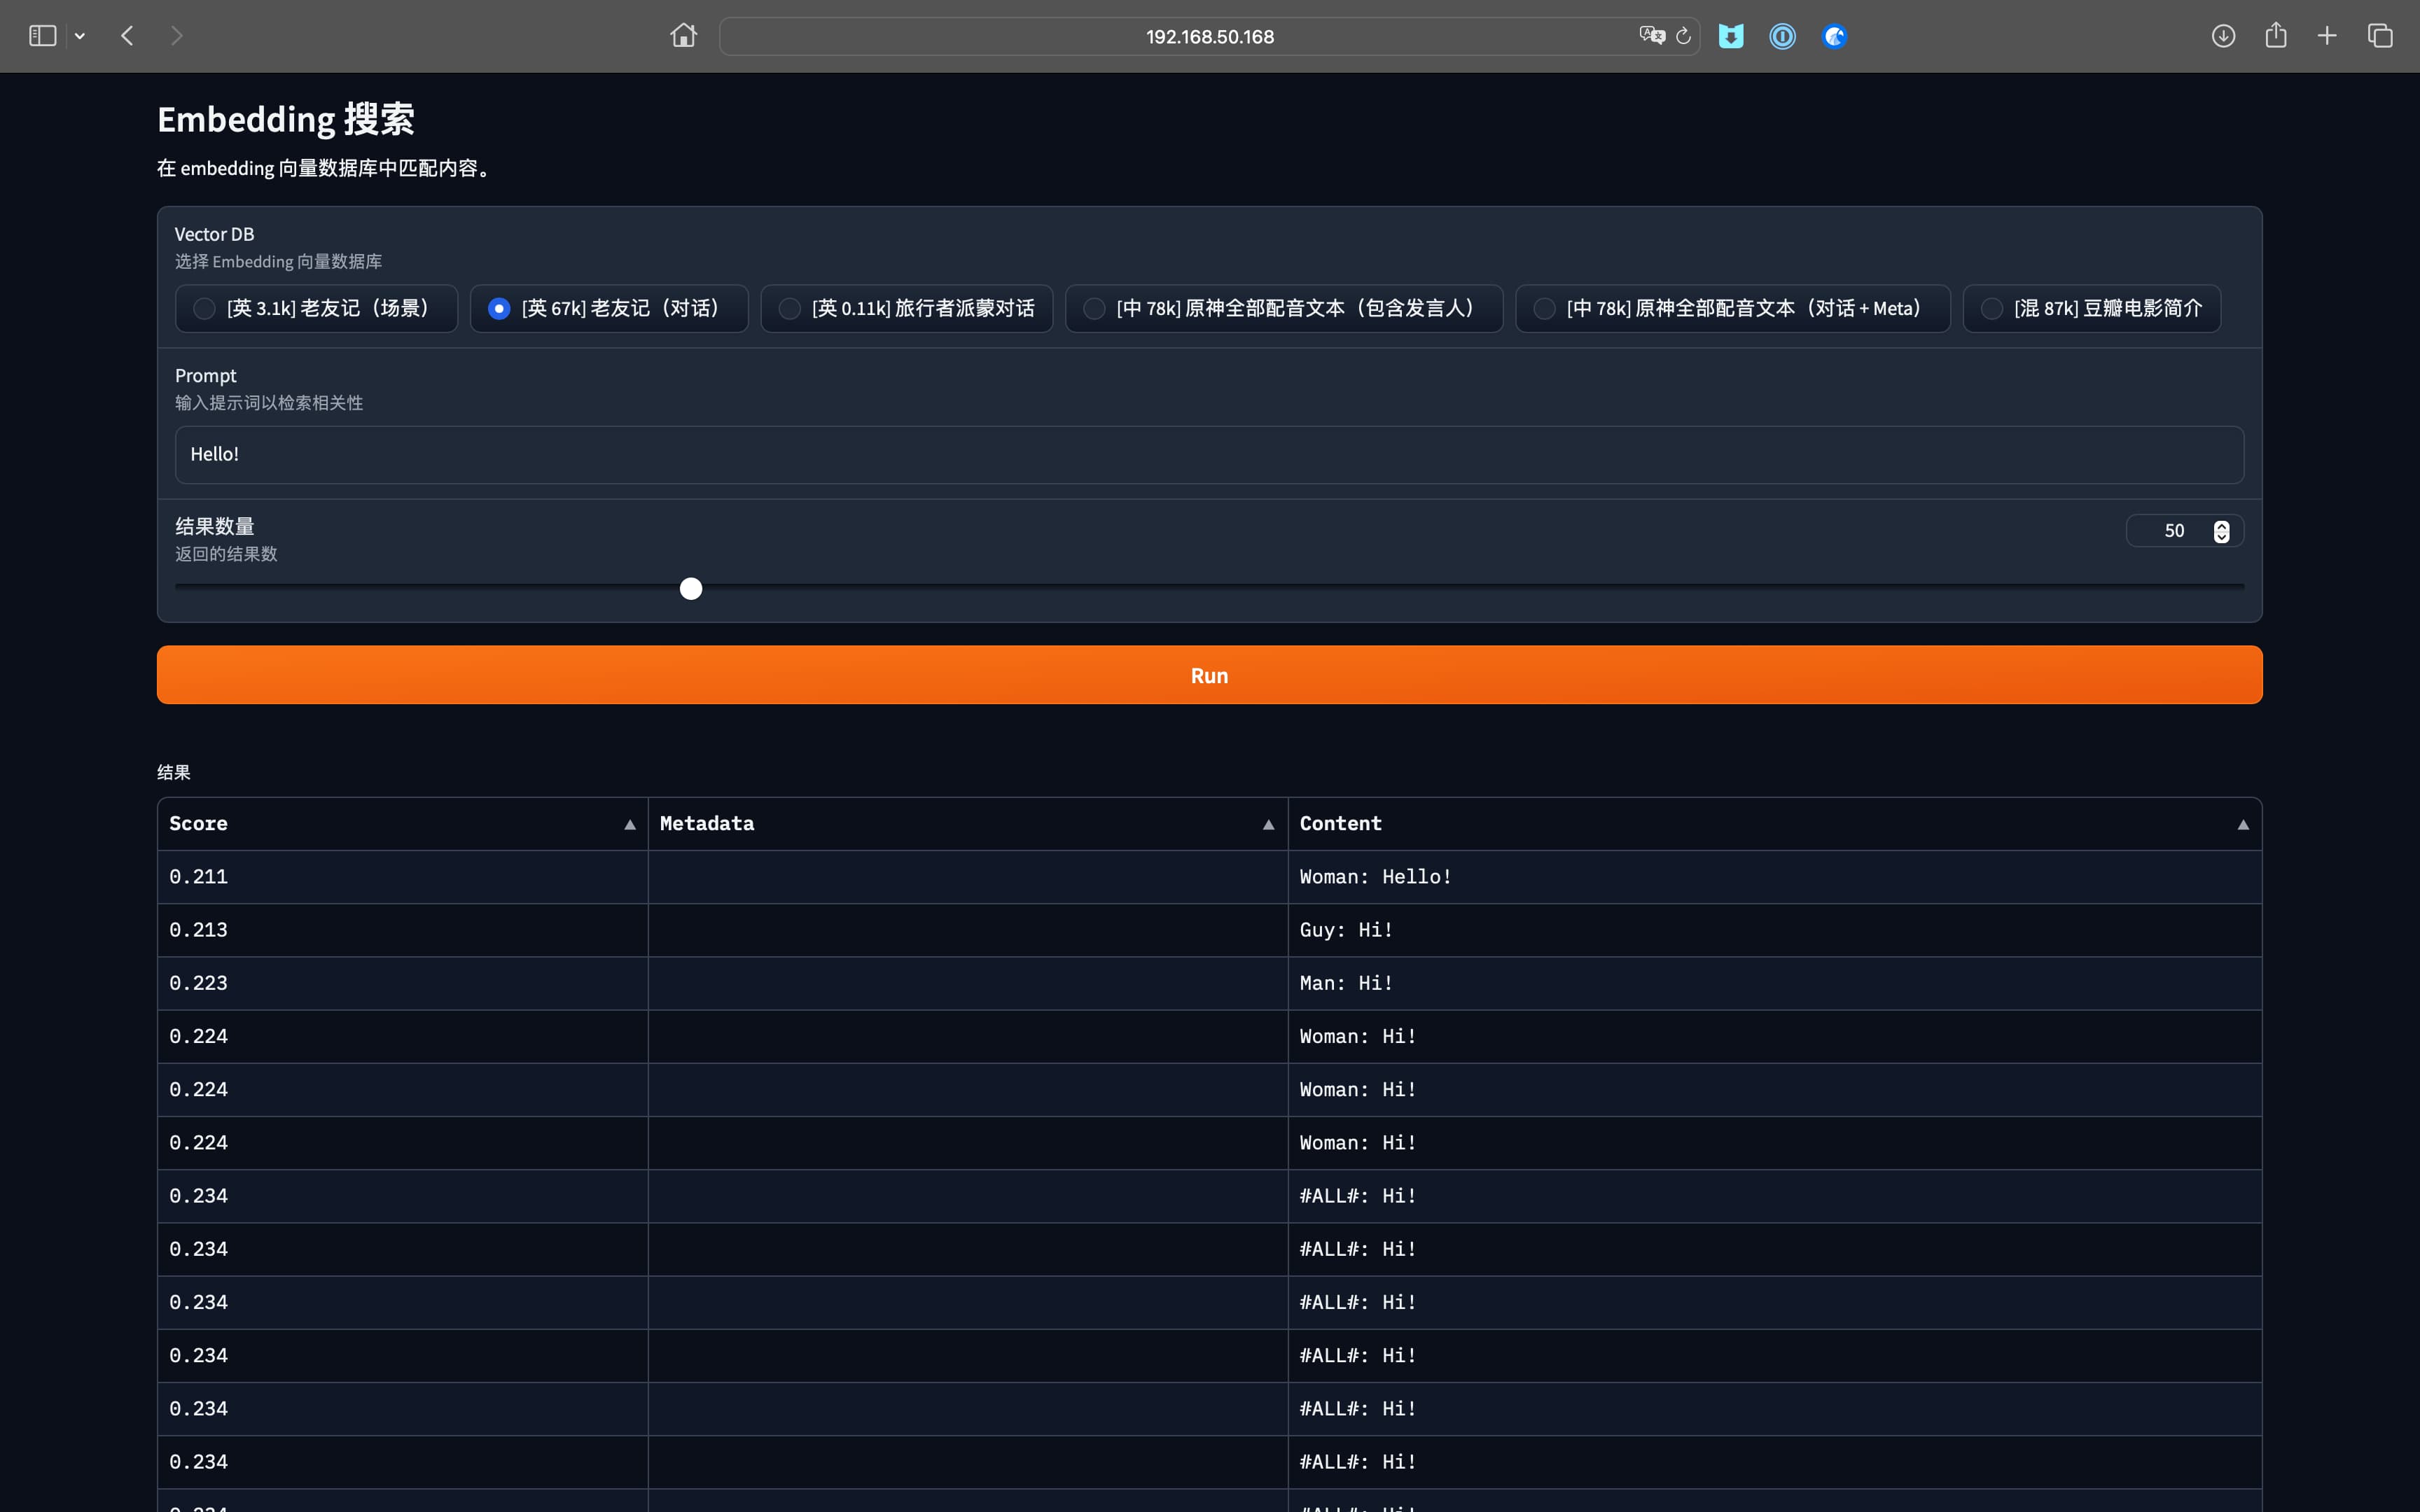 192.168.50.168
Embedding 搜索
在 embedding 向量数据库中匹配内容。
Vector DB
选择 Embedding 向量数据库
[英 3.1k] 老友记（场景） [英 67k] 老友记（对话） [英 0.11k] 旅行者派蒙对话 [中 78k] 原神全部配音文本（包含发言人） [中 78k] 原神全部配音文本（对话 + Meta） [混 87k] 豆瓣电影简介
Prompt
输入提示词以检索相关性
Hello!
结果数量 50
返回的结果数
Run
结果
Score Metadata Content
0.211 Woman: Hello!
0.213 Guy: Hi!
0.223 Man: Hi!
0.224 Woman: Hi!
0.224 Woman: Hi!
0.224 Woman: Hi!
0.234 #ALL#: Hi!
0.234 #ALL#: Hi!
0.234 #ALL#: Hi!
0.234 #ALL#: Hi!
0.234 #ALL#: Hi!
0.234 #ALL#: Hi!